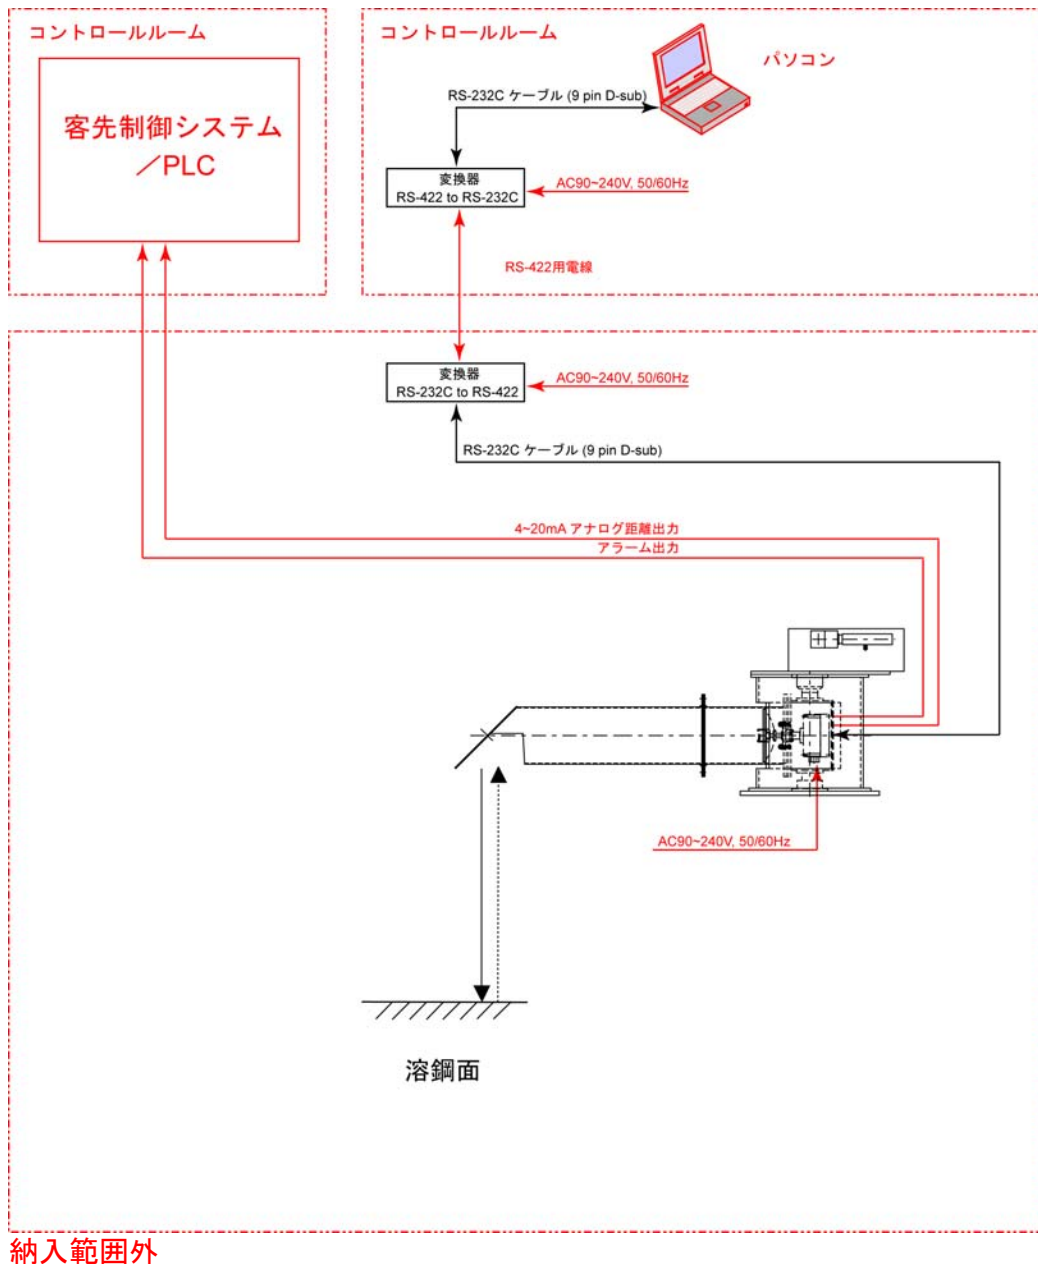 コントロールルーム
客先制御システム
／PLC
コントロールルーム
パソコン
RS-232C ケーブル (9 pin D-sub)
変換器
RS-422 to RS-232C
AC90~240V, 50/60Hz
RS-422用電線
変換器
RS-232C to RS-422
AC90~240V, 50/60Hz
RS-232C ケーブル (9 pin D-sub)
4~20mA アナログ距離出力
アラーム出力
AC90~240V, 50/60Hz
溶鋼面
納入範囲外